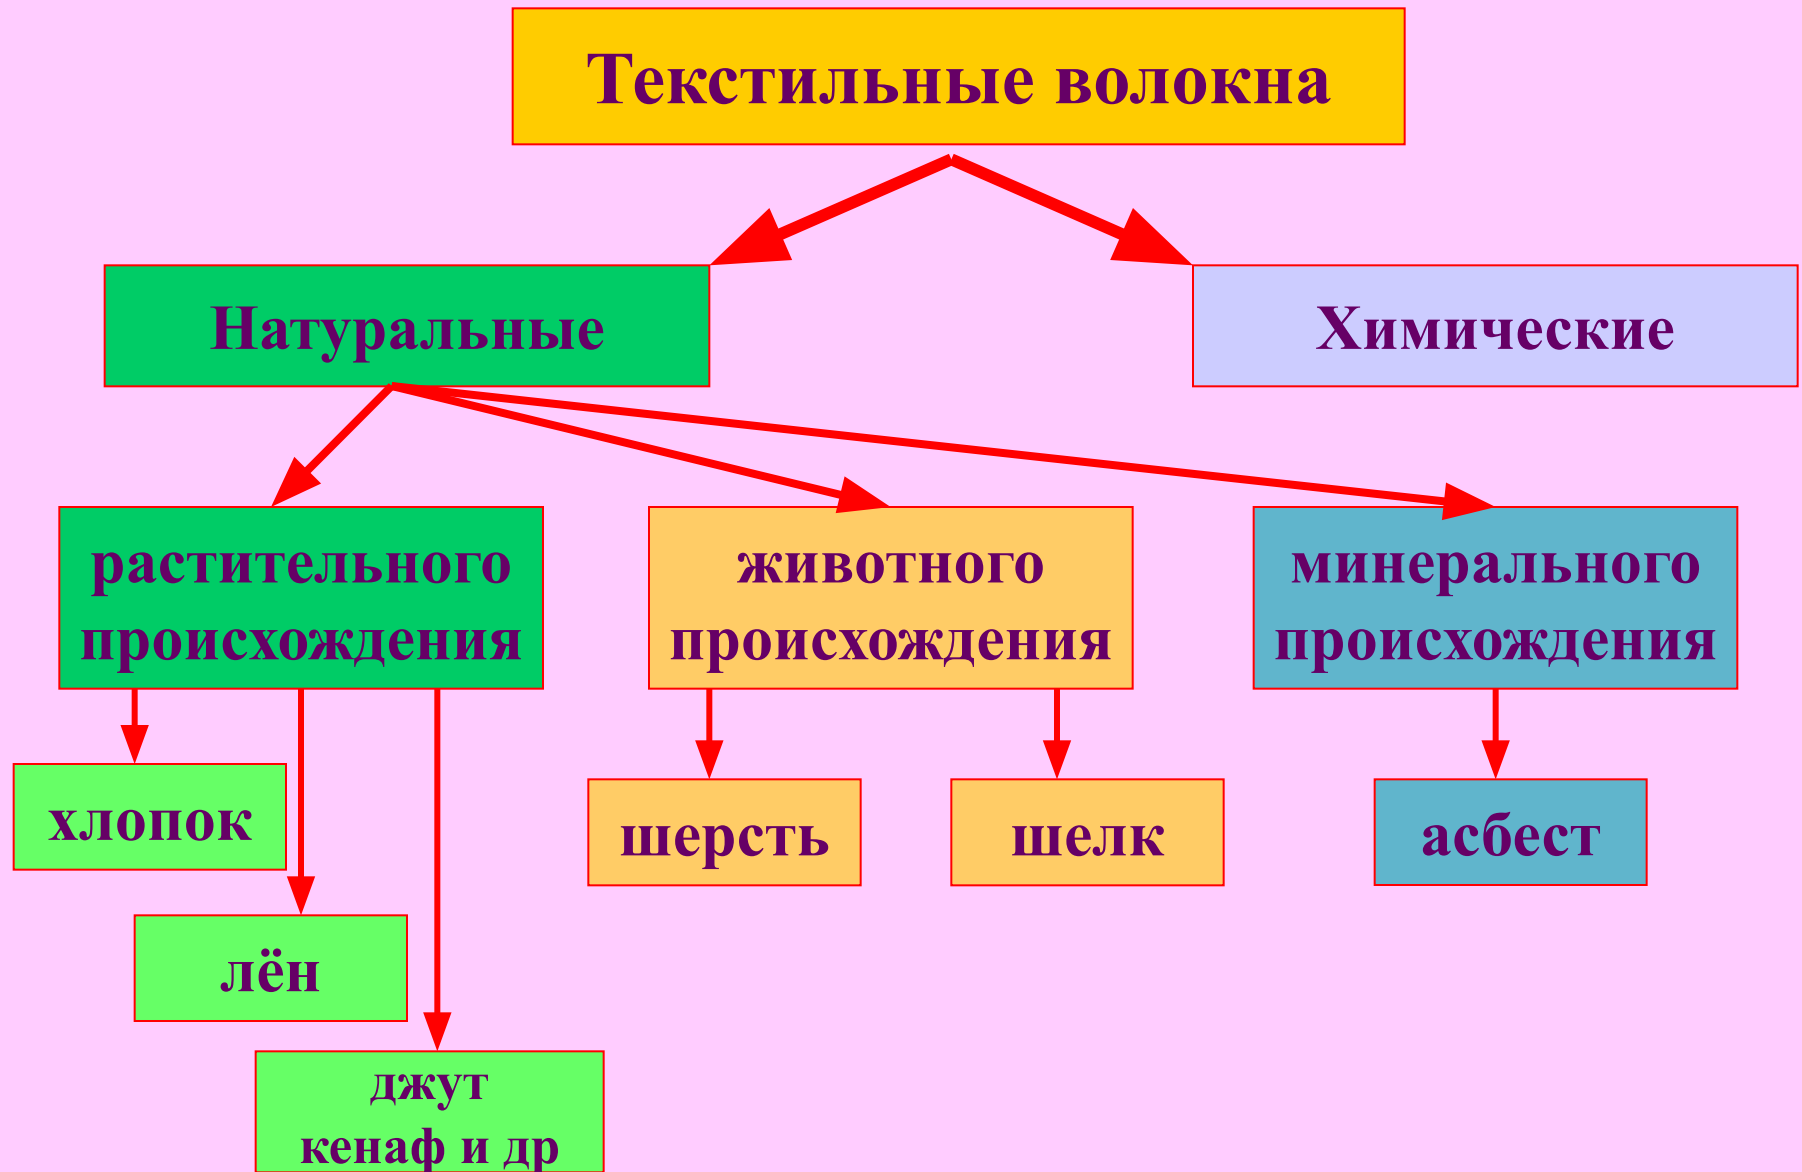 Текстильные волокна
Натуральные
Химические
растительного
происхождения
животного
происхождения
минерального
происхождения
хлопок
шерсть
шелк
асбест
лён
джут
кенаф и др